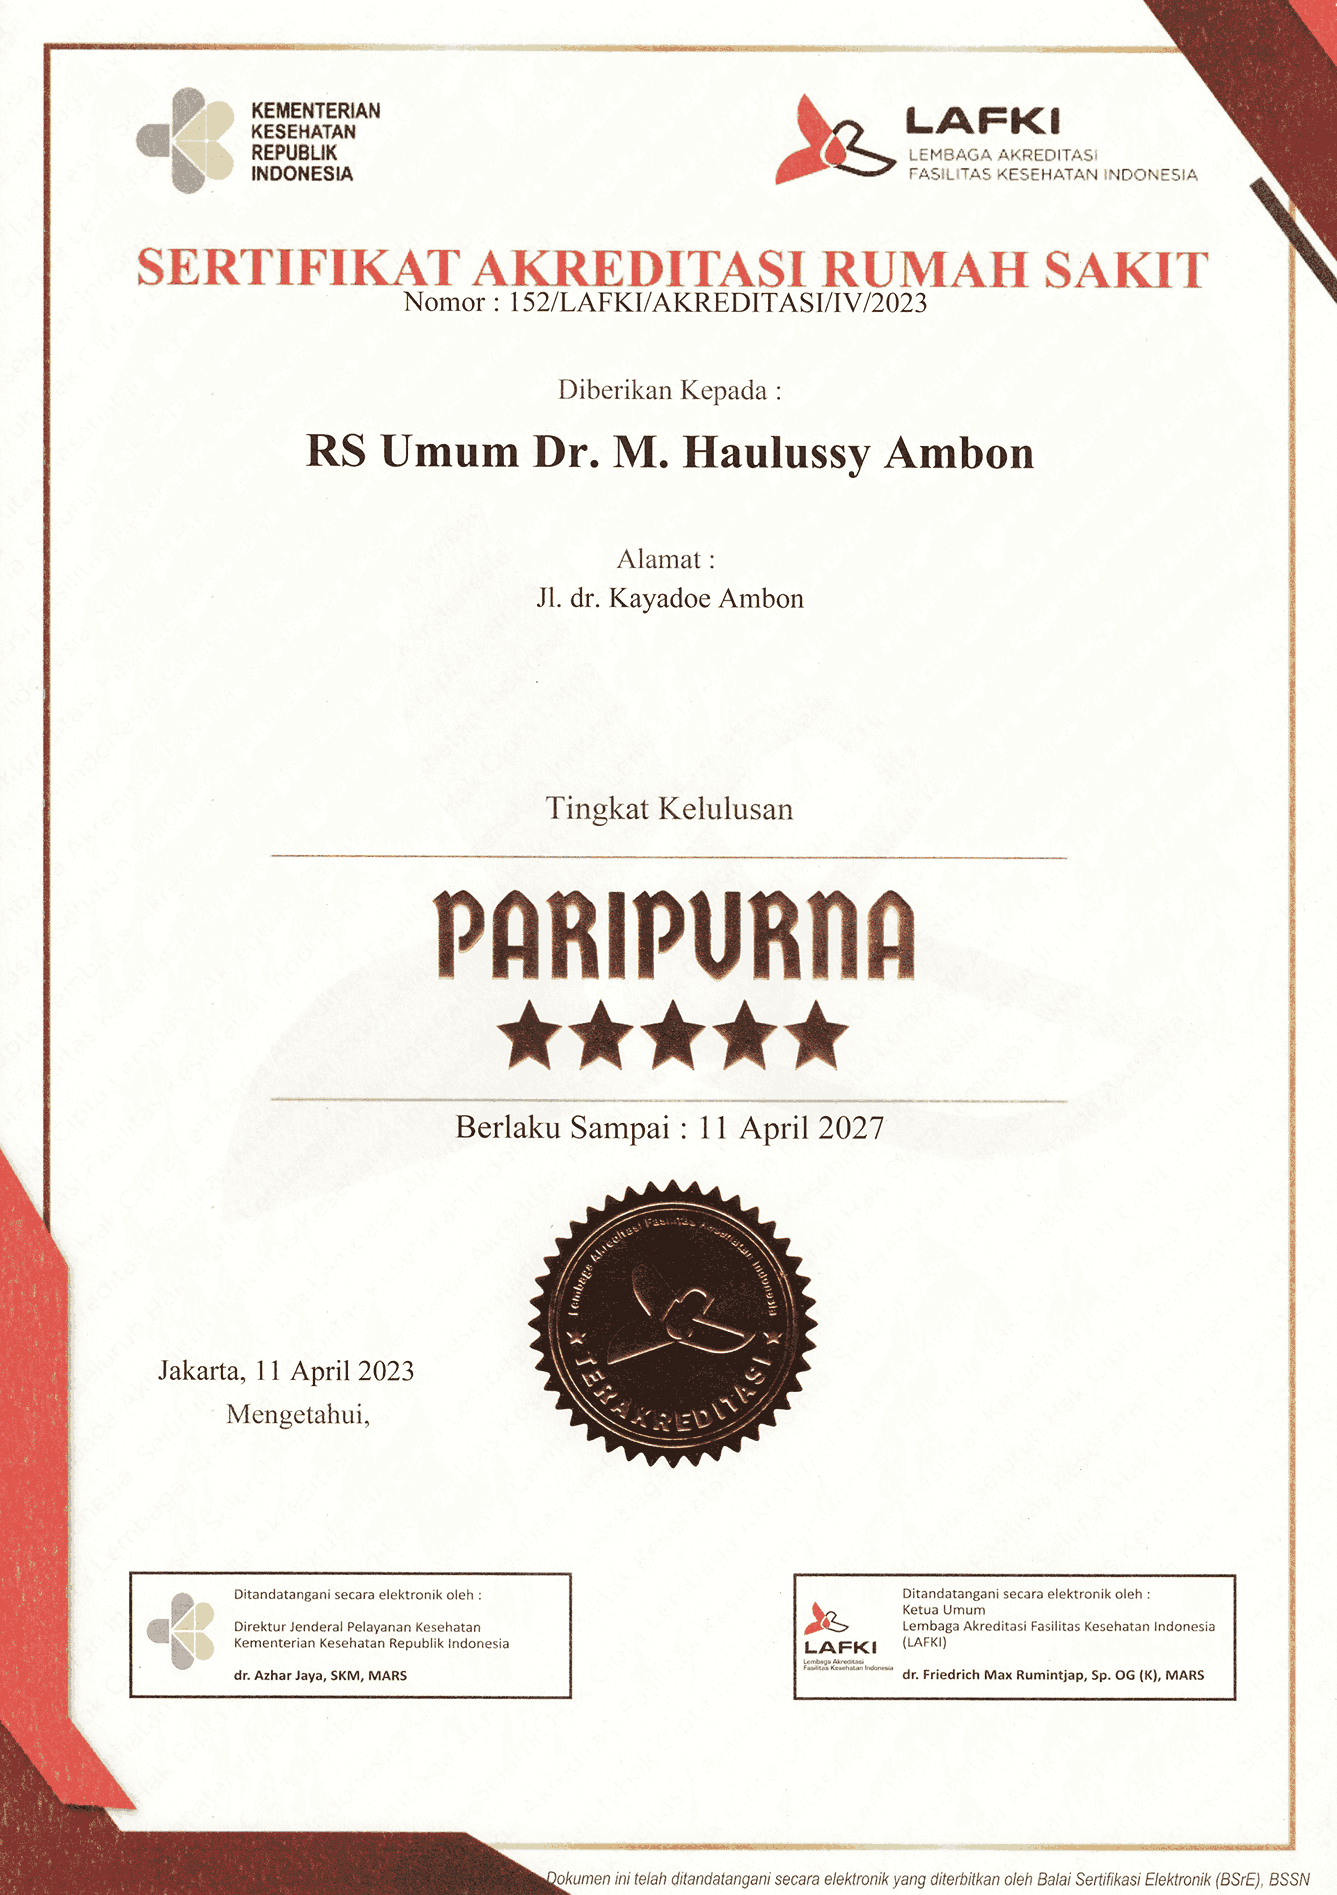 KEMENTERIAN
KESEHATAN
REPUBLIK
INDONESIA
LAFKI
LEMBAGA AKREDITASI
FASILITAS KESEHATAN INDONESIA
SERTIFIKAT AKREDITASI RUMAH SAKIT
Nomor : 152/LAFKI/AKREDITASI/IV/2023
Diberikan Kepada :
RS Umum Dr. M. Haulussy Ambon
Alamat :
Jl. dr. Kayadoe Ambon
Tingkat Kelulusan
PARIPURNA
Berlaku Sampai : 11 April 2027
Lembaga Akreditasi Fasilitas Kesehatan Indonesia
TERAKREDITASI
Jakarta, 11 April 2023
Mengetahui,
Ditandatangani secara elektronik oleh :
Direktur Jenderal Pelayanan Kesehatan
Kementerian Kesehatan Republik Indonesia
dr. Azhar Jaya, SKM, MARS
LAFKI
Lembaga Akreditasi
Fasilitas Kesehatan Indonesia
Ditandatangani secara elektronik oleh :
Ketua Umum
Lembaga Akreditasi Fasilitas Kesehatan Indonesia
(LAFKI)
dr. Friedrich Max Rumintjap, Sp. OG (K), MARS
Dokumen ini telah ditandatangani secara elektronik yang diterbitkan oleh Balai Sertifikasi Elektronik (BSrE), BSSN